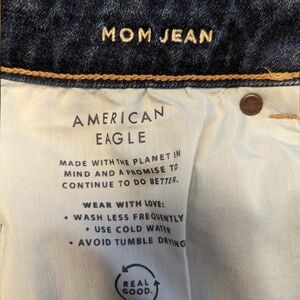 MOM JEAN
AMERICAN
EAGLE
MADE WITH THE PLANET IN
MIND AND A PROMISE TO
CONTINUE TO DO BETTER.
WEAR WITH LOVE:
• WASH LESS FREQUENTLY
• USE COLD WATER
• AVOID TUMBLE DRYING
REAL
GOOD.